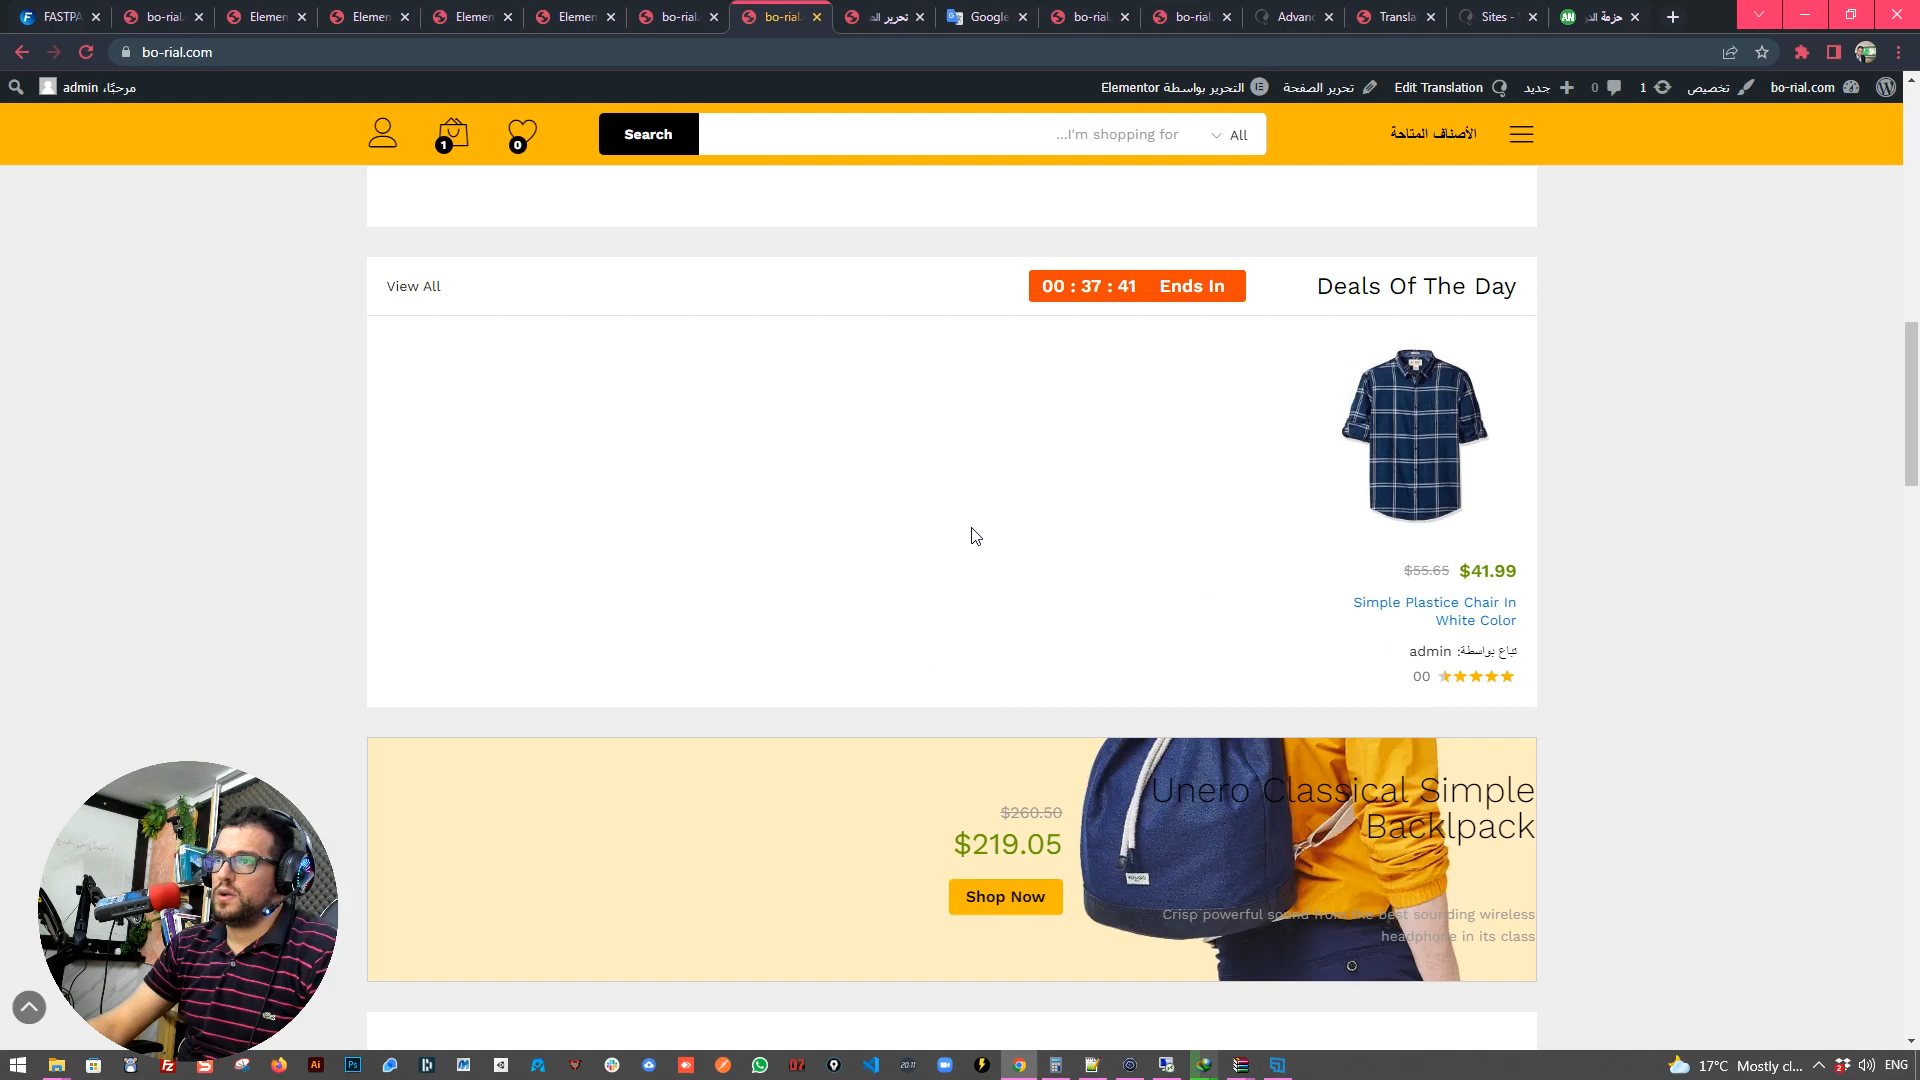 FASTPA
bo-rial.
Elemen
Elemen
Elemen
Elemen
bo-rial.
bo-rial.
تحرير الص
Google
bo-rial.
bo-rial.
Advanc
Transla
Sites -
حزمة الد
bo-rial.com
مرحبًا، admin
التحرير بواسطة Elementor
تحرير الصفحة
Edit Translation
جديد
0
1
تخصيص
bo-rial.com
1
0
Search
...I'm shopping for
All
الأصناف المتاحة
View All
00 : 37 : 41 Ends In
Deals Of The Day
$55.65 $41.99
Simple Plastice Chair In
White Color
تباع بواسطة: admin
00
Unero Classical Simple
Backlpack
$260.50
$219.05
Shop Now
Crisp powerful sound from the best sounding wireless
headphone in its class
17°C Mostly cl...
ENG